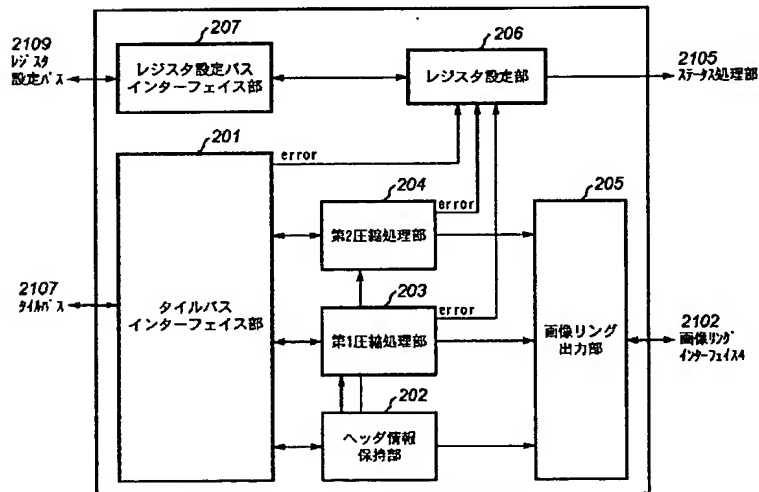 207
206
2109
レジスタ
設定バス
レジスタ設定バス
インターフェイス部
レジスタ設定部
2105
ステータス処理部
201
error
204
error
205
第2圧縮処理部
203
error
2107
タイルバス
タイルバス
インターフェイス部
第1圧縮処理部
画像リング
出力部
2102
画像リング
インターフェイス4
202
ヘッダ情報
保持部